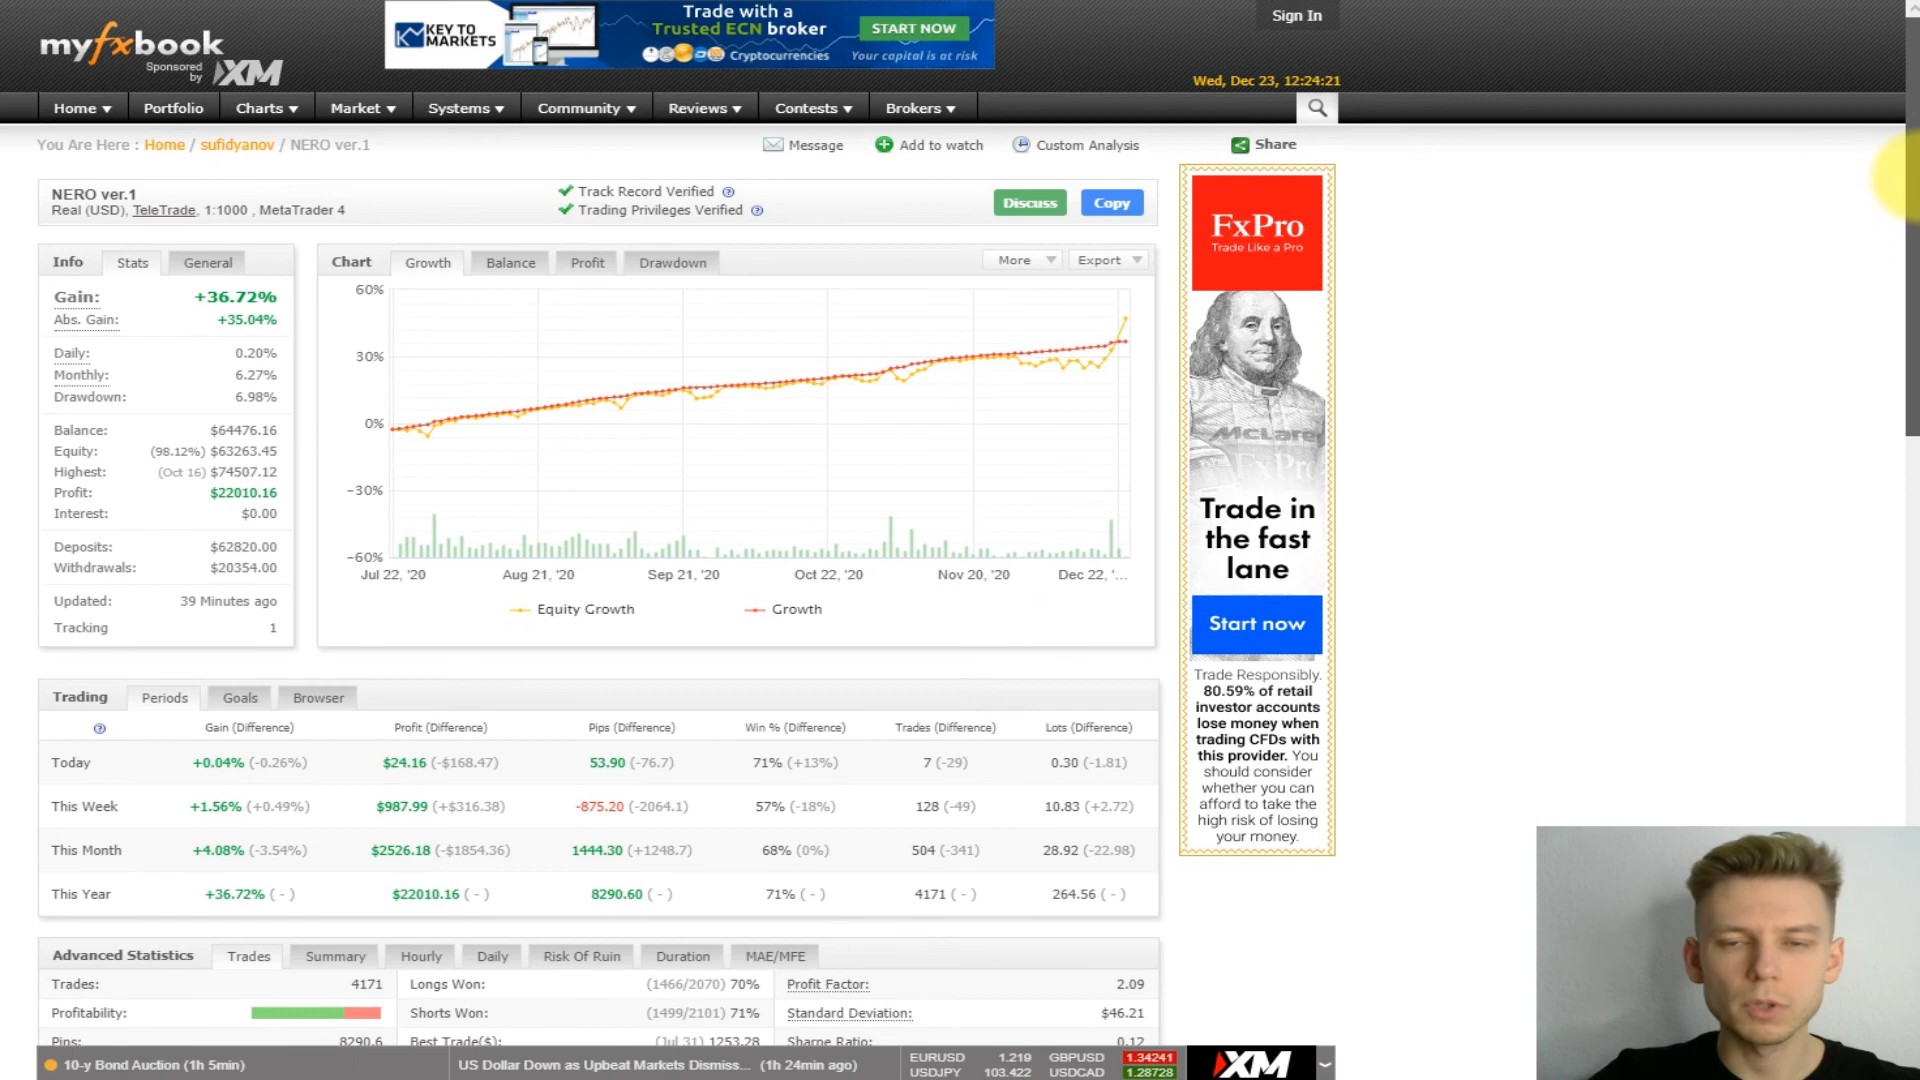 KEY TO
MARKETS
Trade with a
Trusted ECN broker
Cryptocurrencies
START NOW
Your capital is at risk
Sign In
myfxbook
Sponsored
by
XM
Wed, Dec 23, 12:24:21
Home ▾ Portfolio Charts ▾ Market ▾ Systems ▾ Community ▾ Reviews ▾ Contests ▾ Brokers ▾
You Are Here : Home / sufidyanov / NERO ver.1
Message Add to watch Custom Analysis Share
NERO ver.1
Real (USD), TeleTrade, 1:1000 , MetaTrader 4
Track Record Verified
Trading Privileges Verified
Discuss Copy
Info Stats General
Gain: +36.72%
Abs. Gain: +35.04%
Daily: 0.20%
Monthly: 6.27%
Drawdown: 6.98%
Balance: $64476.16
Equity: (98.12%) $63263.45
Highest: (Oct 16) $74507.12
Profit: $22010.16
Interest: $0.00
Deposits: $62820.00
Withdrawals: $20354.00
Updated: 39 Minutes ago
Tracking 1
Chart Growth Balance Profit Drawdown More Export
60%
30%
0%
−30%
−60%
Jul 22, '20 Aug 21, '20 Sep 21, '20 Oct 22, '20 Nov 20, '20 Dec 22, '...
Equity Growth Growth
FxPro
Trade Like a Pro
McLaren
FxPro
Trade in
the fast
lane
Start now
Trade Responsibly.
80.59% of retail
investor accounts
lose money when
trading CFDs with
this provider. You
should consider
whether you can
afford to take the
high risk of losing
your money.
Trading Periods Goals Browser
Gain (Difference) Profit (Difference) Pips (Difference) Win % (Difference) Trades (Difference) Lots (Difference)
Today +0.04% (-0.26%) $24.16 (-$168.47) 53.90 (-76.7) 71% (+13%) 7 (-29) 0.30 (-1.81)
This Week +1.56% (+0.49%) $987.99 (+$316.38) -875.20 (-2064.1) 57% (-18%) 128 (-49) 10.83 (+2.72)
This Month +4.08% (-3.54%) $2526.18 (-$1854.36) 1444.30 (+1248.7) 68% (0%) 504 (-341) 28.92 (-22.98)
This Year +36.72% ( - ) $22010.16 ( - ) 8290.60 ( - ) 71% ( - ) 4171 ( - ) 264.56 ( - )
Advanced Statistics Trades Summary Hourly Daily Risk Of Ruin Duration MAE/MFE
Trades: 4171 Longs Won: (1466/2070) 70% Profit Factor: 2.09
Profitability: Shorts Won: (1499/2101) 71% Standard Deviation: $46.21
Pips: 8290.6 Best Trade($): (Jul 31) 1253.28 Sharpe Ratio: 0.12
10-y Bond Auction (1h 5min) US Dollar Down as Upbeat Markets Dismiss... (1h 24min ago)
EURUSD 1.219 GBPUSD 1.34241
USDJPY 103.422 USDCAD 1.28728
XM